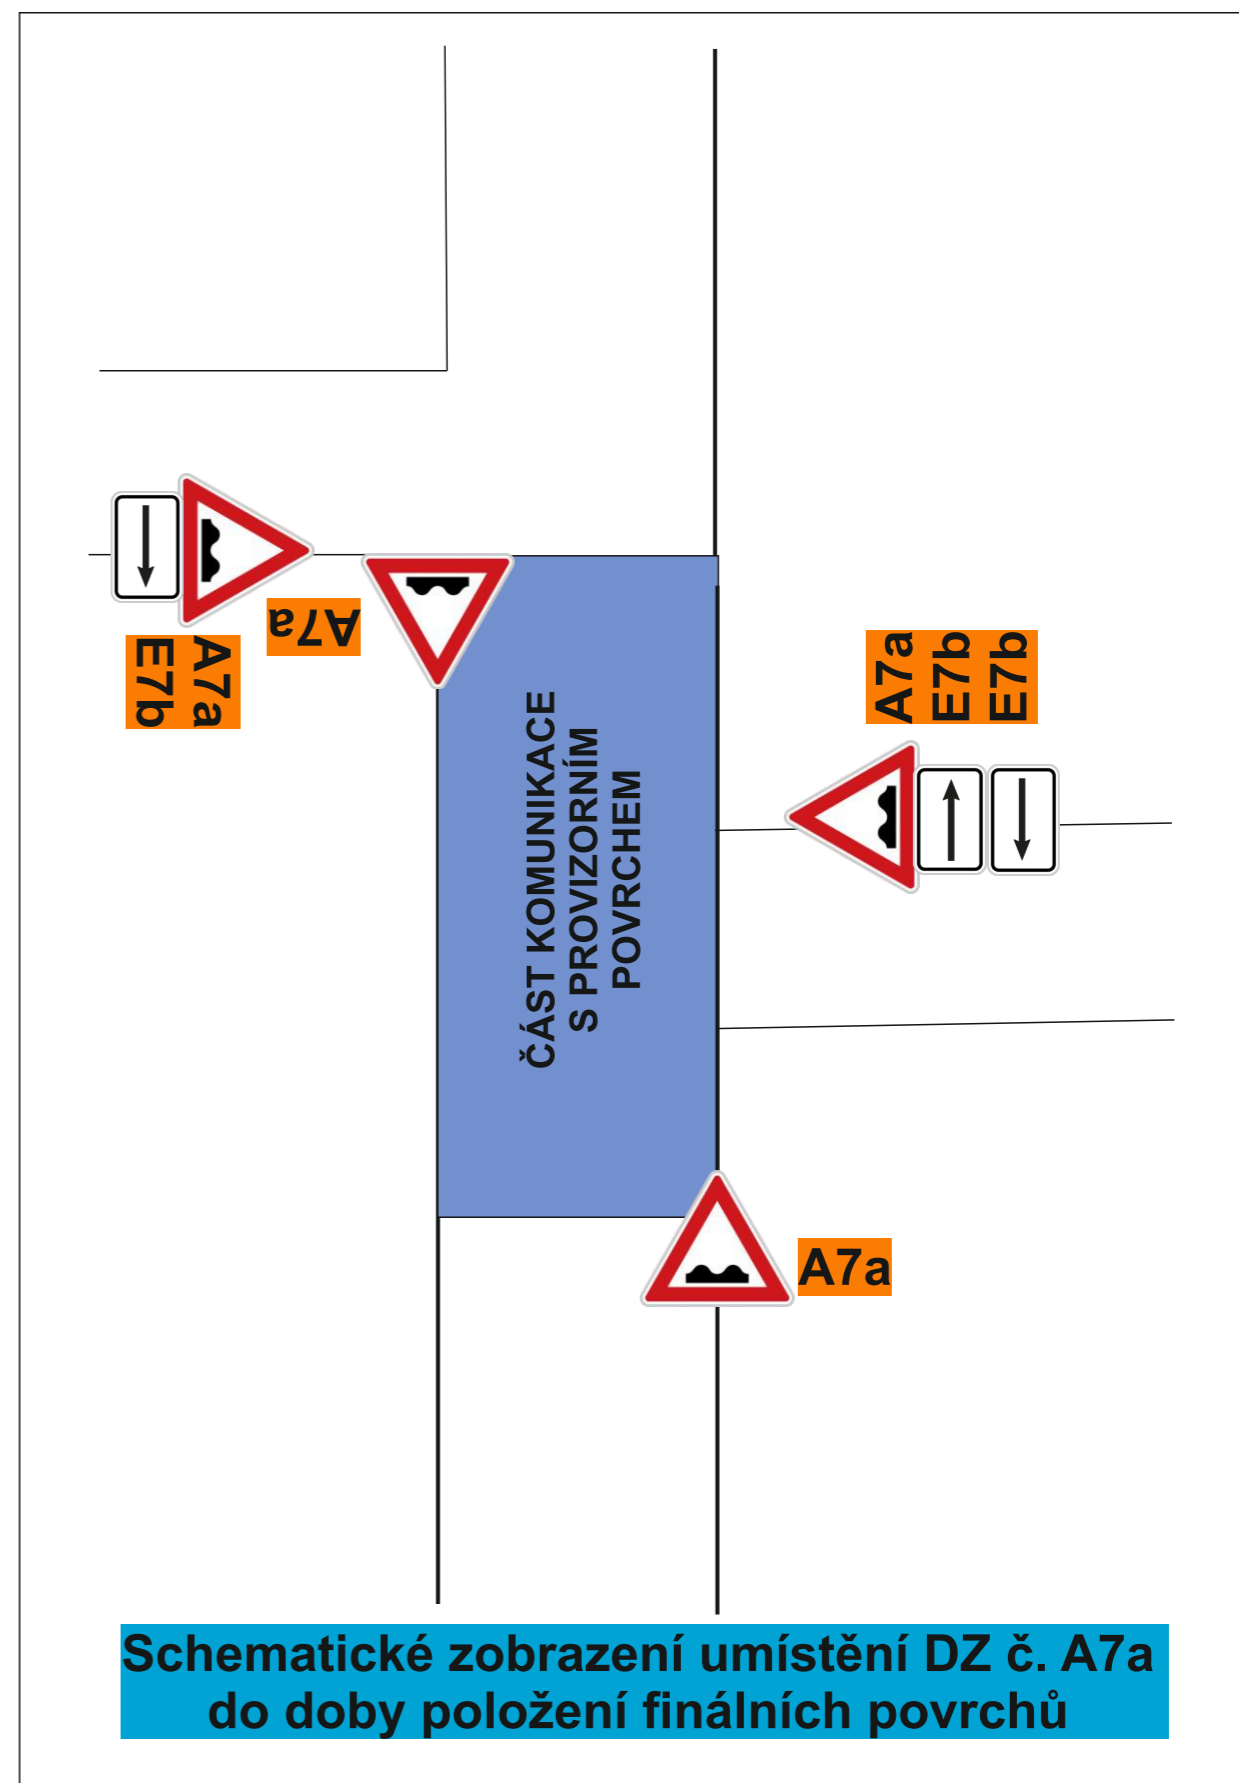 A7a
E7b
A7a
A7a
E7b
E7b
ČÁST KOMUNIKACE
S PROVIZORNÍM
POVRCHEM
A7a
Schematické zobrazení umístění DZ č. A7a
do doby položení finálních povrchů